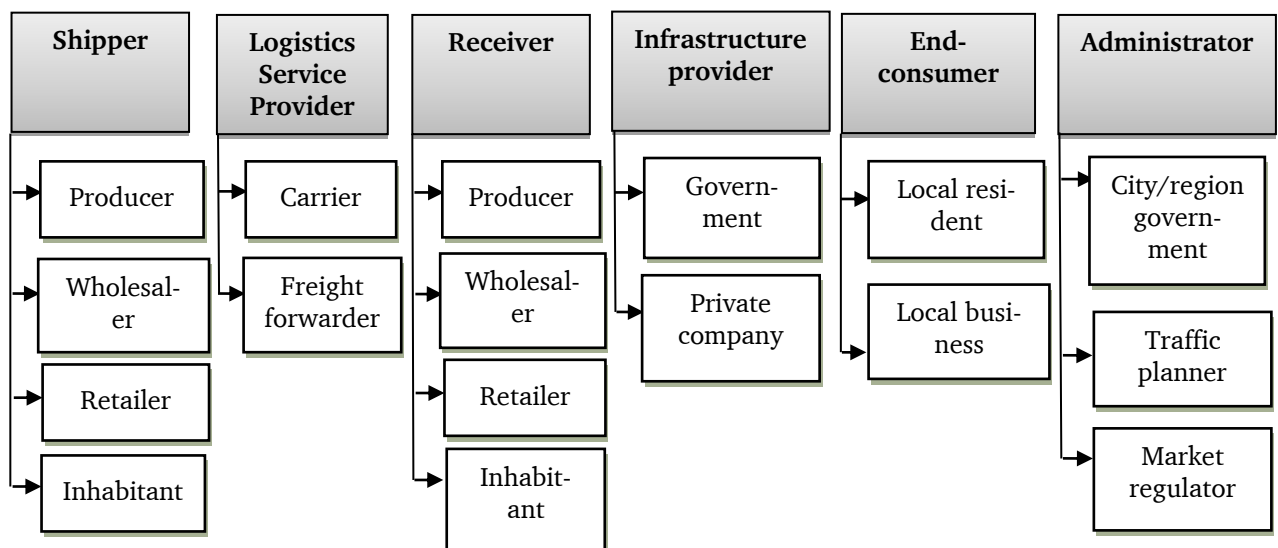 Shipper
Producer
Wholesal-
er
Retailer
Inhabitant
Logistics
Service
Provider
Carrier
Freight
forwarder
Receiver
Producer
Wholesal-
er
Retailer
Inhabit-
ant
Infrastructure
provider
Govern-
ment
Private
company
End-
consumer
Local resi-
dent
Local busi-
ness
Administrator
City/region
govern-
ment
Traffic
planner
Market
regulator